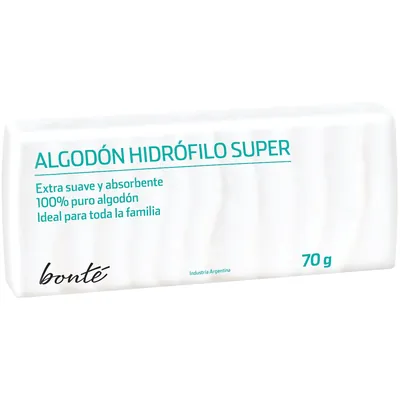 ALGODÓN HIDRÓFILO SUPER
Extra suave y absorbente
100% puro algodón
Ideal para toda la familia
bonté
Industria Argentina
70 g